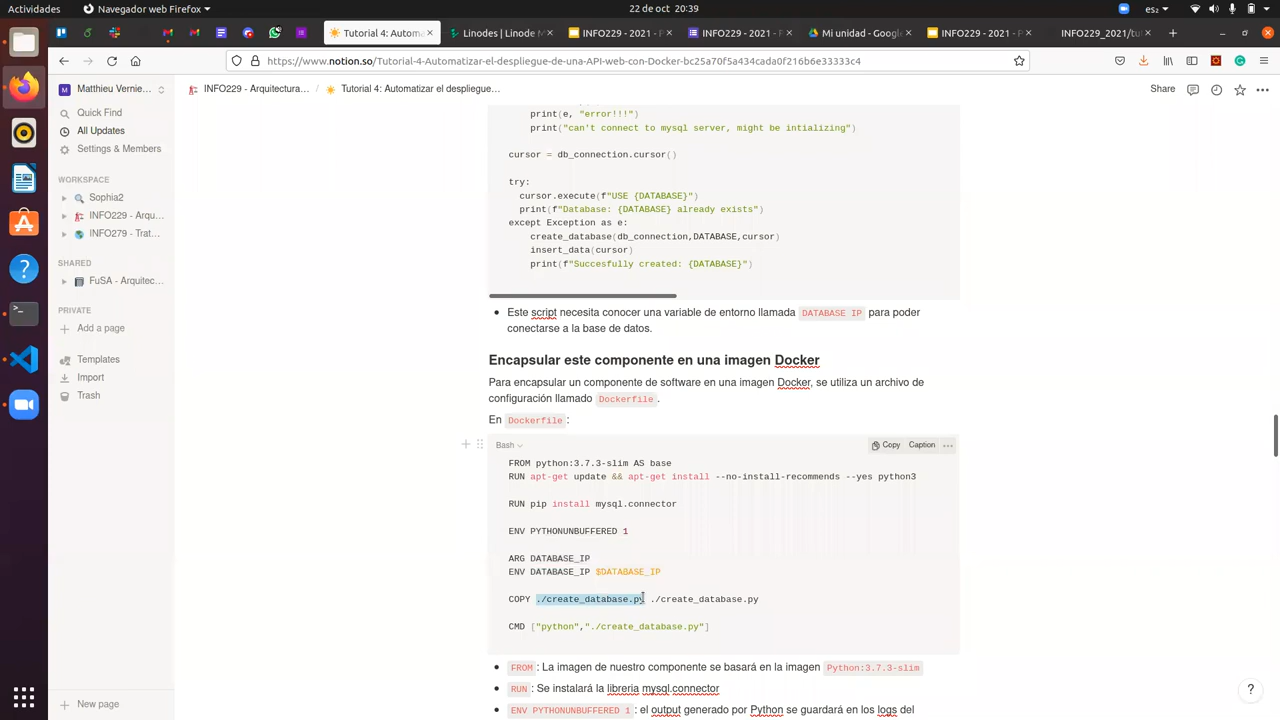 Actividades
Navegador web Firefox
22 de oct 20:39
es₂
Tutorial 4: Autom
Linodes | Linode M
INFO229 - 2021 - P
INFO229 - 2021 - P
Mi unidad - Googl
INFO229 - 2021 - P
INFO229_2021/tu
https://www.notion.so/Tutorial-4-Automatizar-el-despliegue-de-una-API-web-con-Docker-bc25a70f5a434cada0f216b6e33333c4
M Matthieu Vernie...
INFO229 - Arquitectura... / Tutorial 4: Automatizar el despliegue...
Share
Quick Find
All Updates
Settings & Members
WORKSPACE
Sophia2
INFO229 - Arqu...
INFO279 - Trat...
SHARED
FuSA - Arquitec...
PRIVATE
Add a page
Templates
Import
Trash
New page
print(e, "error!!!")
print("can't connect to mysql server, might be intializing")
cursor = db_connection.cursor()
try:
cursor.execute(f"USE {DATABASE}")
print(f"Database: {DATABASE} already exists")
except Exception as e:
create_database(db_connection,DATABASE,cursor)
insert_data(cursor)
print(f"Succesfully created: {DATABASE}")
Este script necesita conocer una variable de entorno llamada DATABASE IP para poder
conectarse a la base de datos.
Encapsular este componente en una imagen Docker
Para encapsular un componente de software en una imagen Docker, se utiliza un archivo de
configuración llamado Dockerfile.
En Dockerfile:
Bash
Copy
Caption
FROM python:3.7.3-slim AS base
RUN apt-get update && apt-get install --no-install-recommends --yes python3
RUN pip install mysql.connector
ENV PYTHONUNBUFFERED 1
ARG DATABASE_IP
ENV DATABASE_IP $DATABASE_IP
COPY ./create_database.py ./create_database.py
CMD ["python","./create_database.py"]
FROM: La imagen de nuestro componente se basará en la imagen Python:3.7.3-slim
RUN: Se instalará la libreria mysql.connector
ENV PYTHONUNBUFFERED 1: el output generado por Python se guardará en los logs del
?